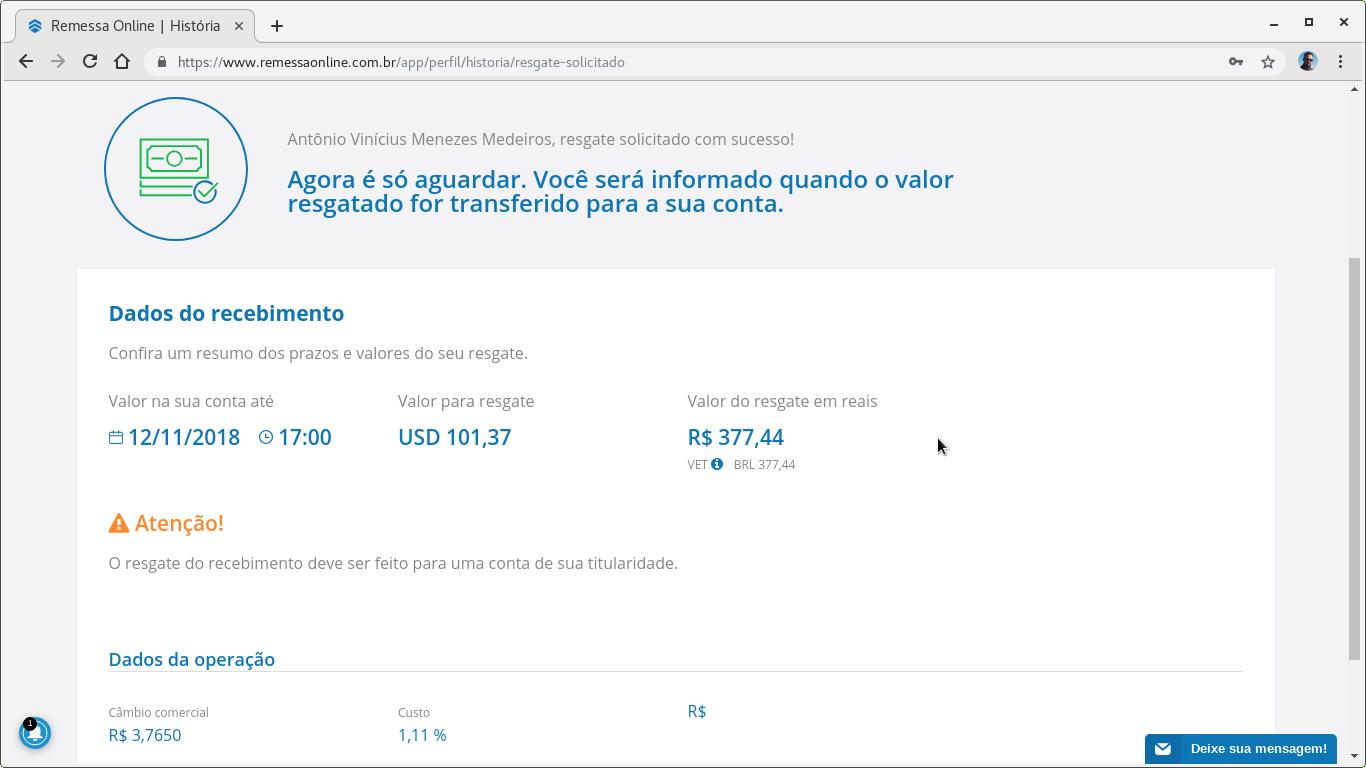 Remessa Online | História
https://www.remessaonline.com.br/app/perfil/historia/resgate-solicitado
Antônio Vinícius Menezes Medeiros, resgate solicitado com sucesso!
Agora é só aguardar. Você será informado quando o valor
resgatado for transferido para a sua conta.
Dados do recebimento
Confira um resumo dos prazos e valores do seu resgate.
Valor na sua conta até
12/11/2018 17:00
Valor para resgate
USD 101,37
Valor do resgate em reais
R$ 377,44
VET BRL 377,44
Atenção!
O resgate do recebimento deve ser feito para uma conta de sua titularidade.
Dados da operação
Câmbio comercial
R$ 3,7650
Custo
1,11 %
R$
1
Deixe sua mensagem!